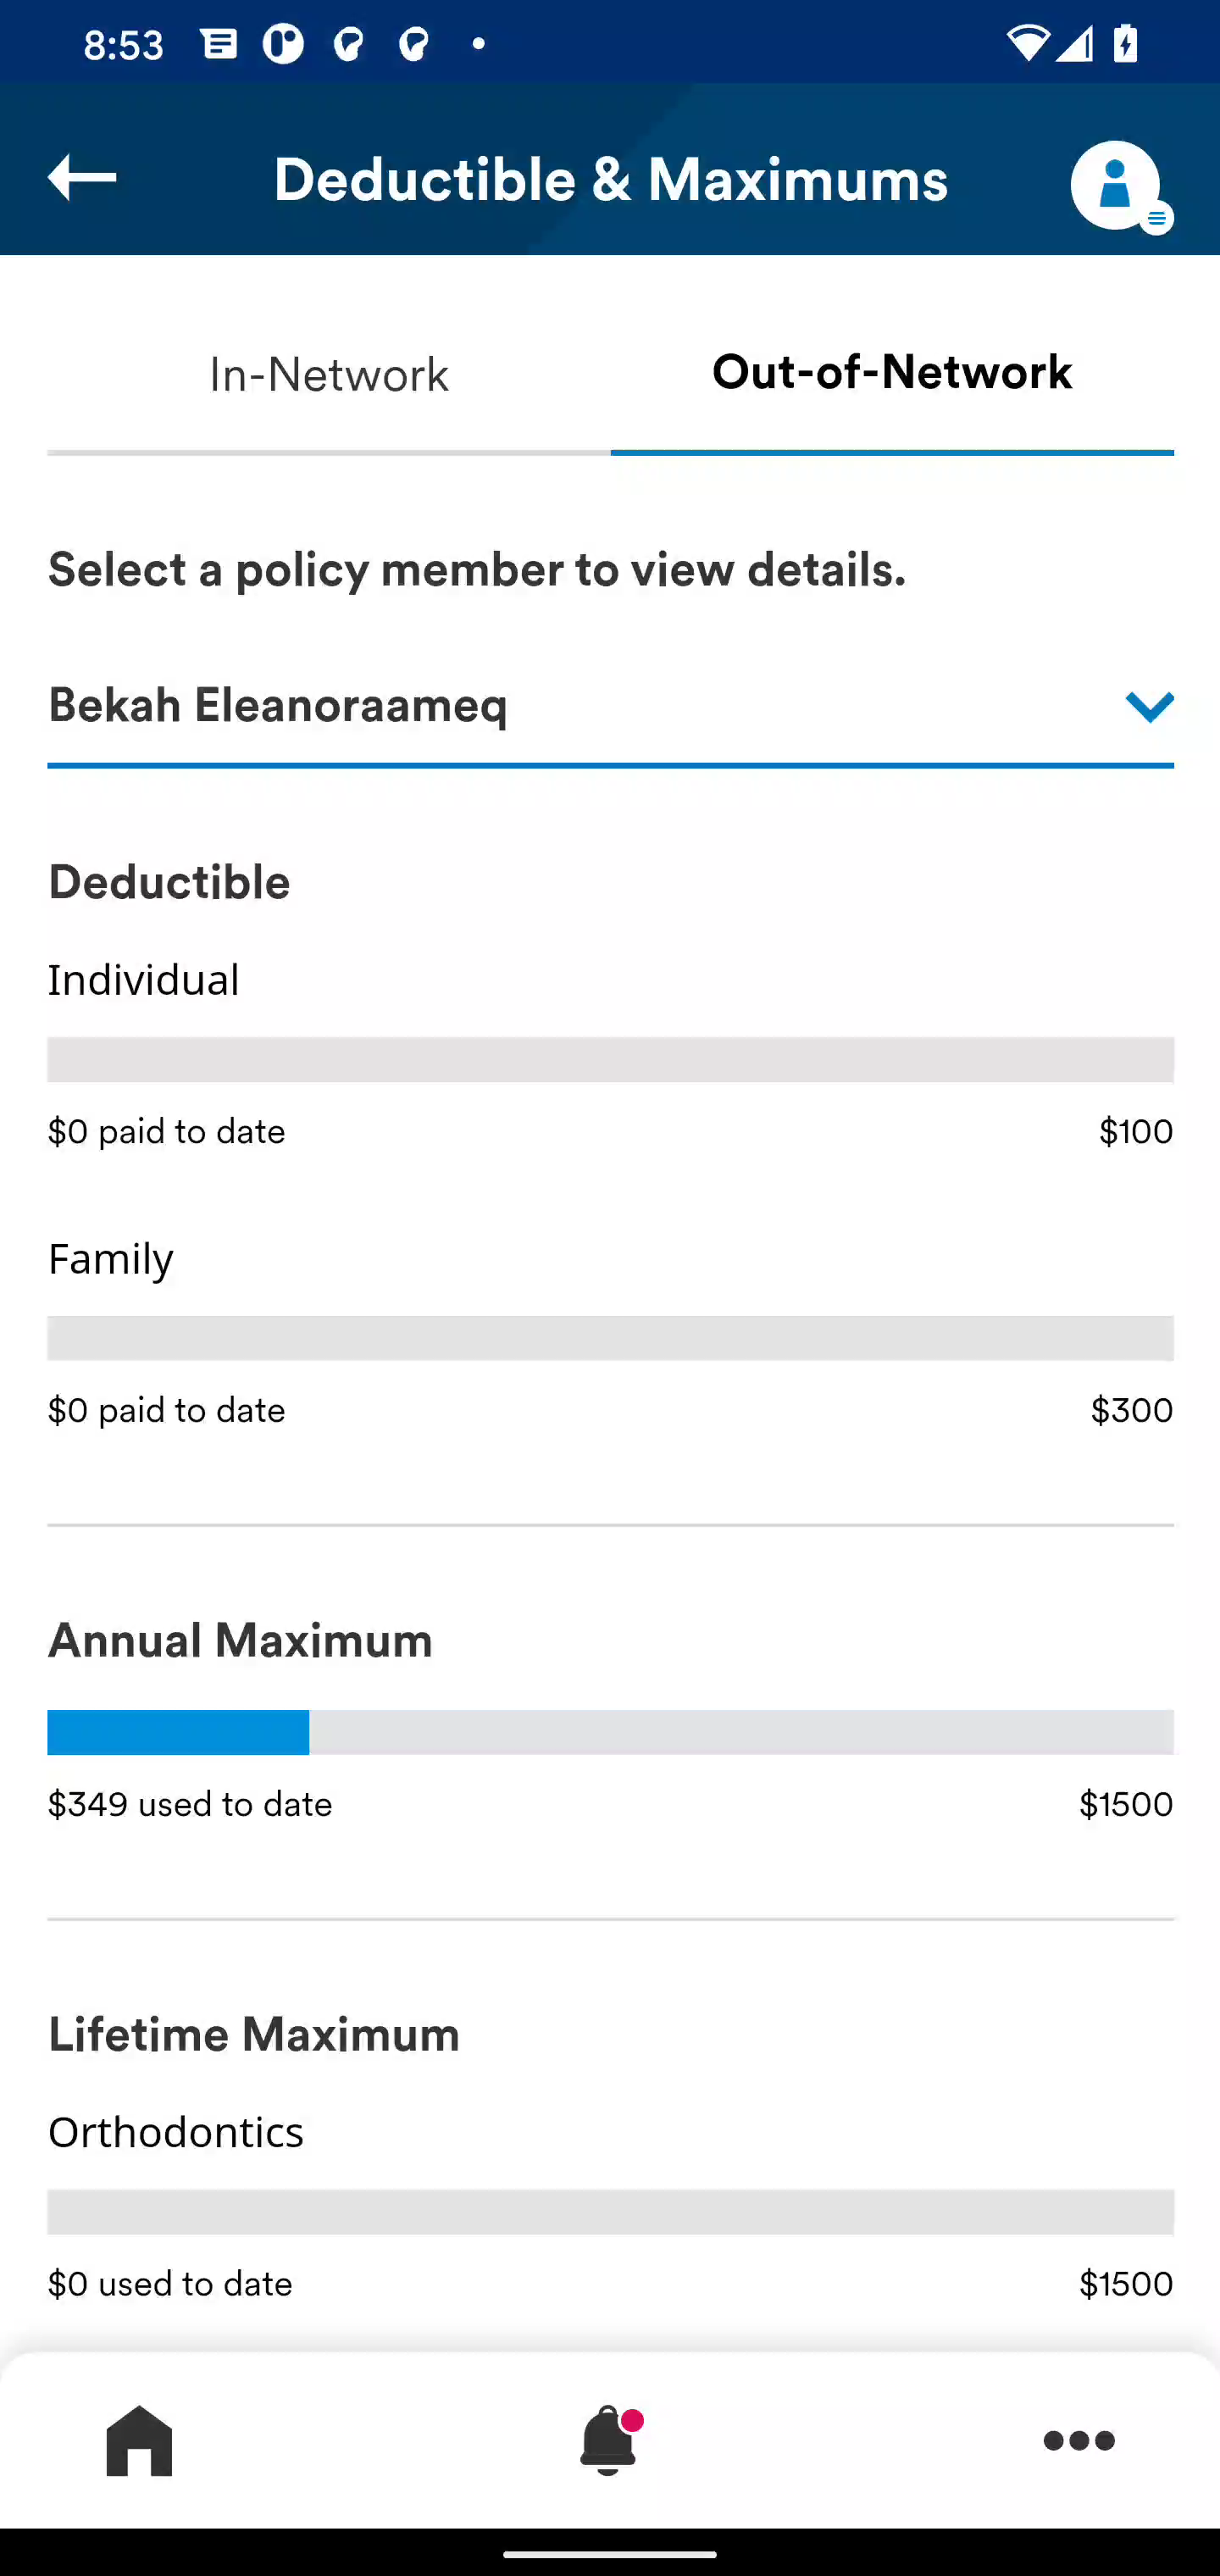 8:53
Deductible & Maximums
In-Network
Out-of-Network
Select a policy member to view details.
Bekah Eleanoraameq
Deductible
Individual
$0 paid to date
$100
Family
$0 paid to date
$300
Annual Maximum
$349 used to date
$1500
Lifetime Maximum
Orthodontics
$0 used to date
$1500